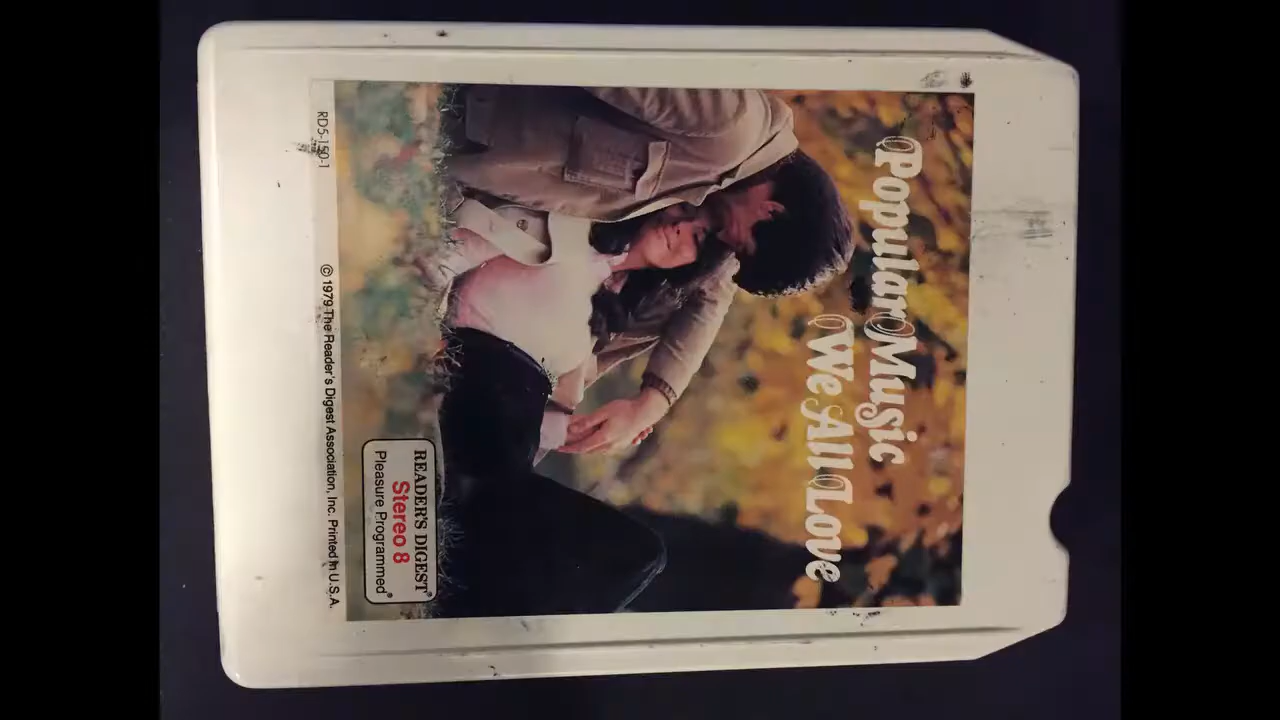 Popular Music
We All Love
READER'S DIGEST®
Stereo 8
Pleasure Programmed®
RD5-150-1
© 1979 The Reader's Digest Association, Inc. Printed in U.S.A.